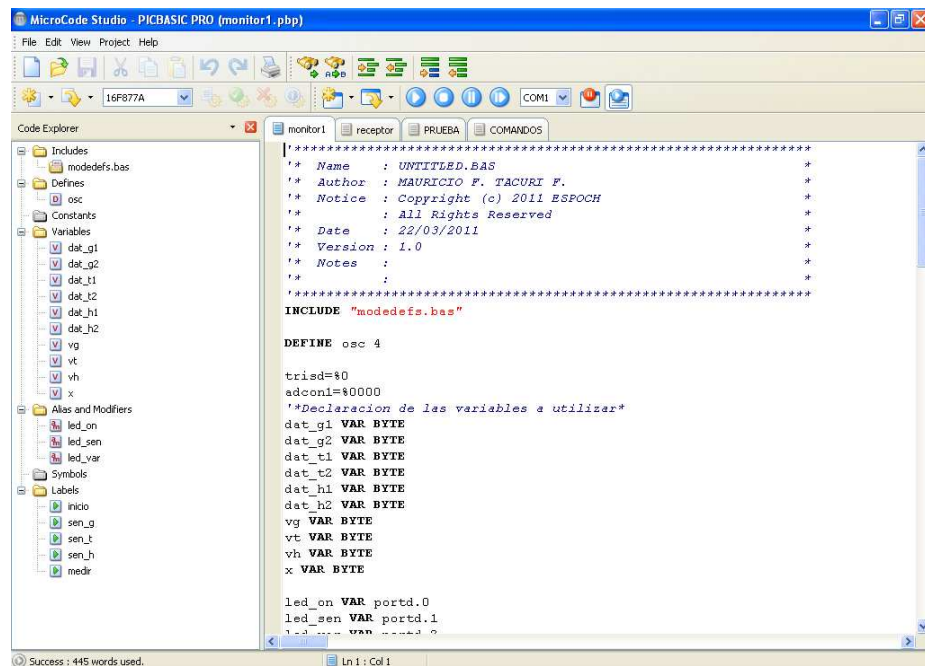 MicroCode Studio - PICBASIC PRO (monitor1.pbp)
File Edit View Project Help
16F877A
COM1
Code Explorer
Includes
modedefs.bas
Defines
osc
Constants
Variables
dat_g1
dat_g2
dat_t1
dat_t2
dat_h1
dat_h2
vg
vt
vh
x
Alias and Modifiers
led_on
led_sen
led_var
Symbols
Labels
inicio
sen_g
sen_t
sen_h
medir
monitor1 receptor PRUEBA COMANDOS
'****************************************************************
'* Name : UNTITLED.BAS *
'* Author : MAURICIO F. TACURI F. *
'* Notice : Copyright (c) 2011 ESPOCH *
'* : All Rights Reserved *
'* Date : 22/03/2011 *
'* Version : 1.0 *
'* Notes : *
'* : *
'****************************************************************
INCLUDE "modedefs.bas"
DEFINE osc 4
trisd=%0
adcon1=%0000
'*Declaracion de las variables a utilizar*
dat_g1 VAR BYTE
dat_g2 VAR BYTE
dat_t1 VAR BYTE
dat_t2 VAR BYTE
dat_h1 VAR BYTE
dat_h2 VAR BYTE
vg VAR BYTE
vt VAR BYTE
vh VAR BYTE
x VAR BYTE
led_on VAR portd.0
led_sen VAR portd.1
led_var VAR portd.2
Success : 445 words used.
Ln 1 : Col 1